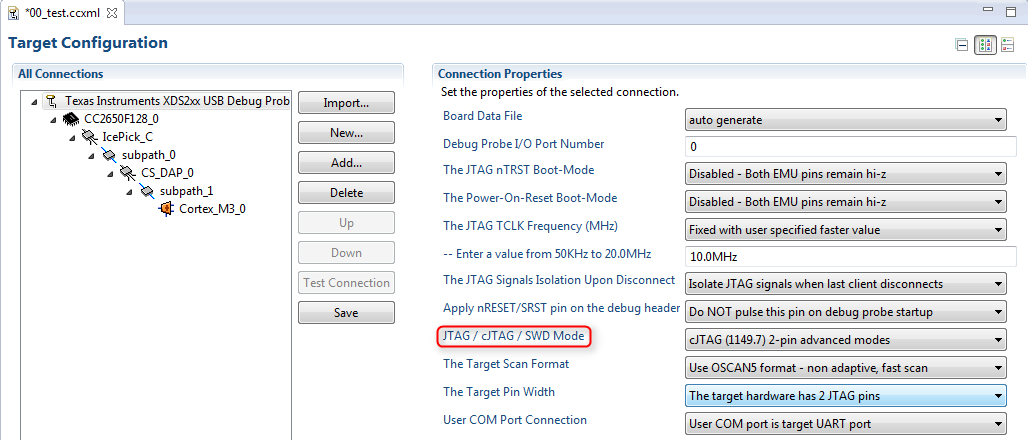 *00_test.ccxml
Target Configuration
All Connections
Texas Instruments XDS2xx USB Debug Prob
CC2650F128_0
IcePick_C
subpath_0
CS_DAP_0
subpath_1
Cortex_M3_0
Import...
New...
Add...
Delete
Up
Down
Test Connection
Save
Connection Properties
Set the properties of the selected connection.
Board Data File auto generate
Debug Probe I/O Port Number 0
The JTAG nTRST Boot-Mode Disabled - Both EMU pins remain hi-z
The Power-On-Reset Boot-Mode Disabled - Both EMU pins remain hi-z
The JTAG TCLK Frequency (MHz) Fixed with user specified faster value
-- Enter a value from 50KHz to 20.0MHz 10.0MHz
The JTAG Signals Isolation Upon Disconnect Isolate JTAG signals when last client disconnects
Apply nRESET/SRST pin on the debug header Do NOT pulse this pin on debug probe startup
JTAG / cJTAG / SWD Mode cJTAG (1149.7) 2-pin advanced modes
The Target Scan Format Use OSCAN5 format - non adaptive, fast scan
The Target Pin Width The target hardware has 2 JTAG pins
User COM Port Connection User COM port is target UART port